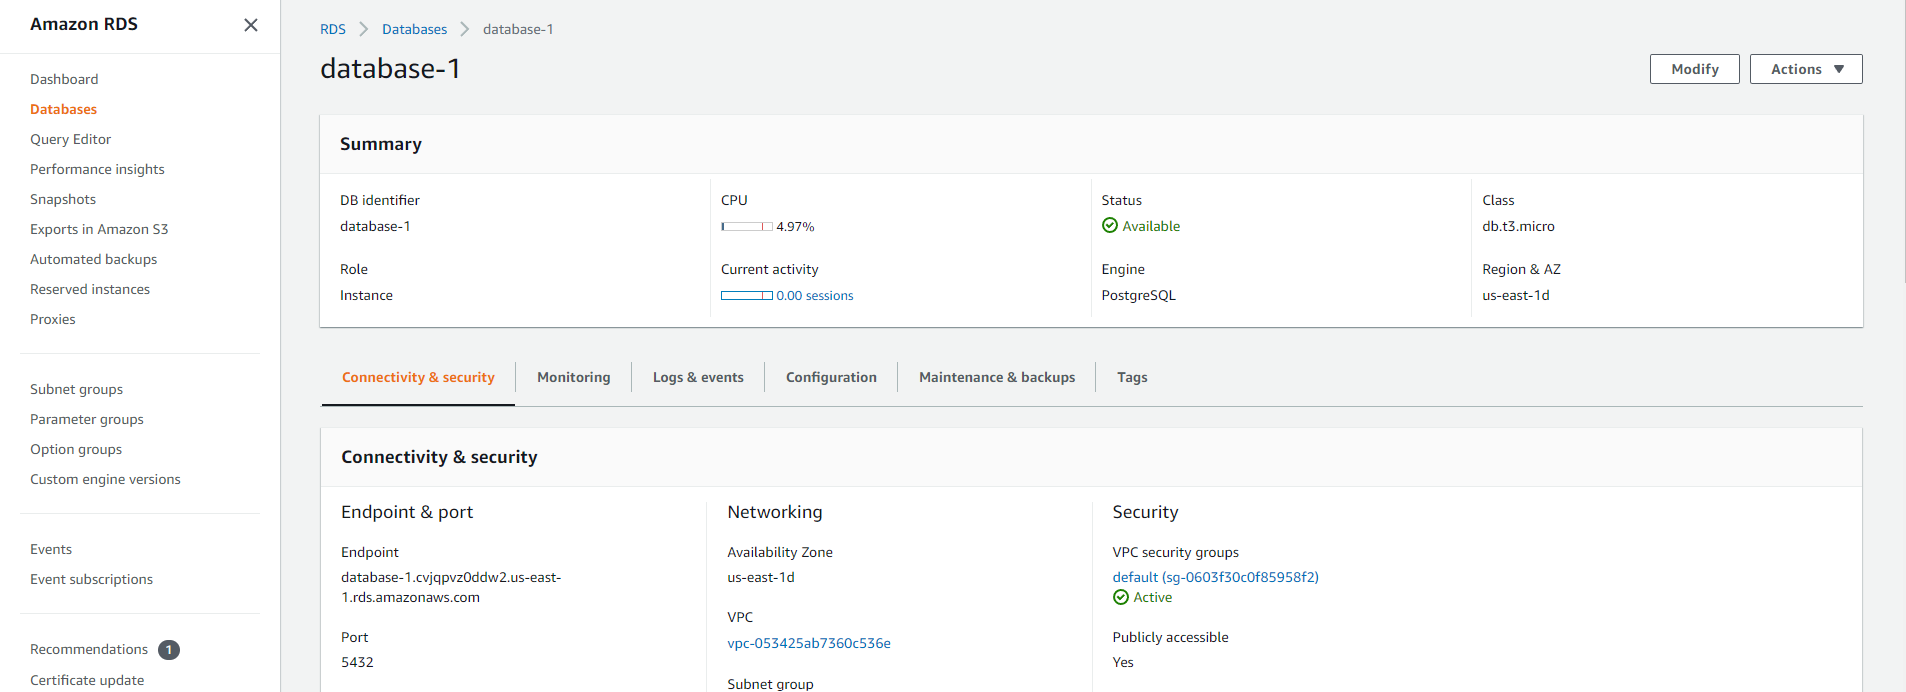 Amazon RDS
Dashboard
Databases
Query Editor
Performance insights
Snapshots
Exports in Amazon S3
Automated backups
Reserved instances
Proxies
Subnet groups
Parameter groups
Option groups
Custom engine versions
Events
Event subscriptions
Recommendations 1
Certificate update
RDS Databases database-1
database-1
Modify Actions
Summary
DB identifier
database-1
Role
Instance
CPU
4.97%
Current activity
0.00 sessions
Status
Available
Engine
PostgreSQL
Class
db.t3.micro
Region & AZ
us-east-1d
Connectivity & security Monitoring Logs & events Configuration Maintenance & backups Tags
Connectivity & security
Endpoint & port
Endpoint
database-1.cvjqpvz0ddw2.us-east-
1.rds.amazonaws.com
Port
5432
Networking
Availability Zone
us-east-1d
VPC
vpc-053425ab7360c536e
Subnet group
Security
VPC security groups
default (sg-0603f30c0f85958f2)
Active
Publicly accessible
Yes